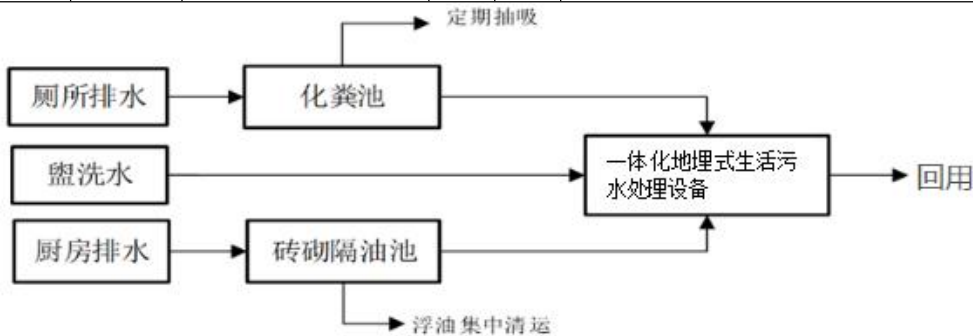 定期抽吸
厕所排水
化粪池
盥洗水
一体化地埋式生活污
水处理设备
回用
厨房排水
砖砌隔油池
浮油集中清运